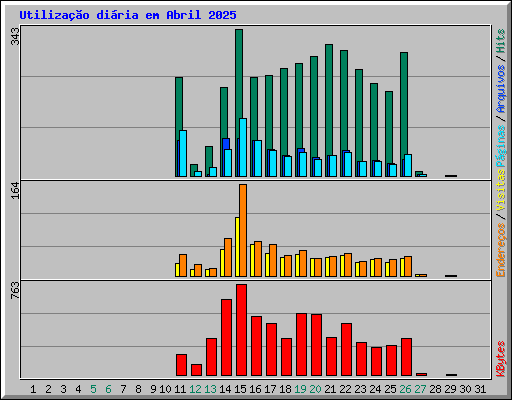 Utilização diária em Abril 2025
343
164
763
Endereços / Visitas Páginas / Arquivos / Hits
KBytes
1 2 3 4 5 6 7 8 9 10 11 12 13 14 15 16 17 18 19 20 21 22 23 24 25 26 27 28 29 30 31